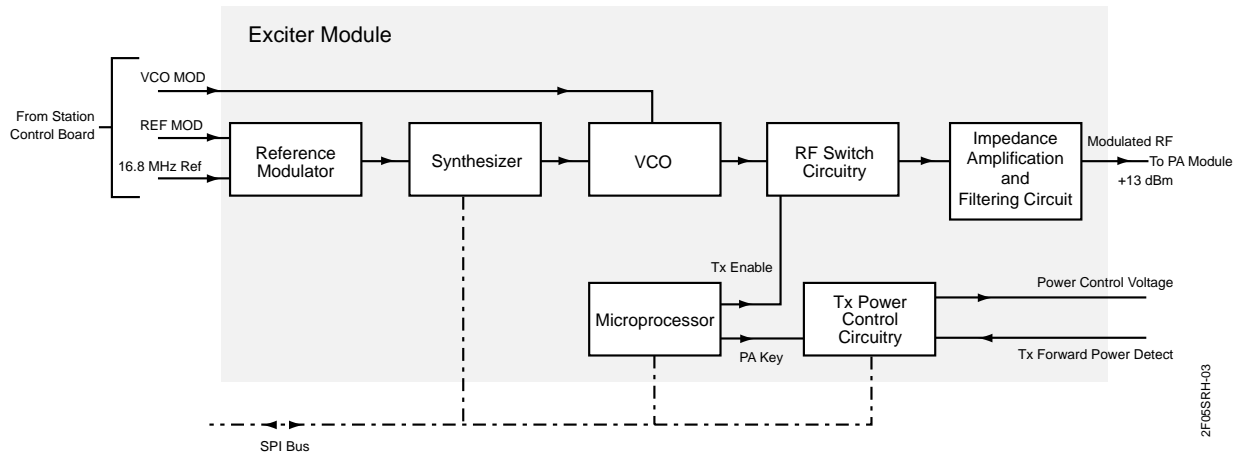 Exciter Module
VCO MOD
From Station
Control Board
REF MOD
16.8 MHz Ref
Reference
Modulator
Synthesizer
VCO
RF Switch
Circuitry
Impedance
Amplification
and
Filtering Circuit
Modulated RF
To PA Module
+13 dBm
Tx Enable
Microprocessor
PA Key
Tx Power
Control
Circuitry
Power Control Voltage
Tx Forward Power Detect
SPI Bus
2F05SRH-03